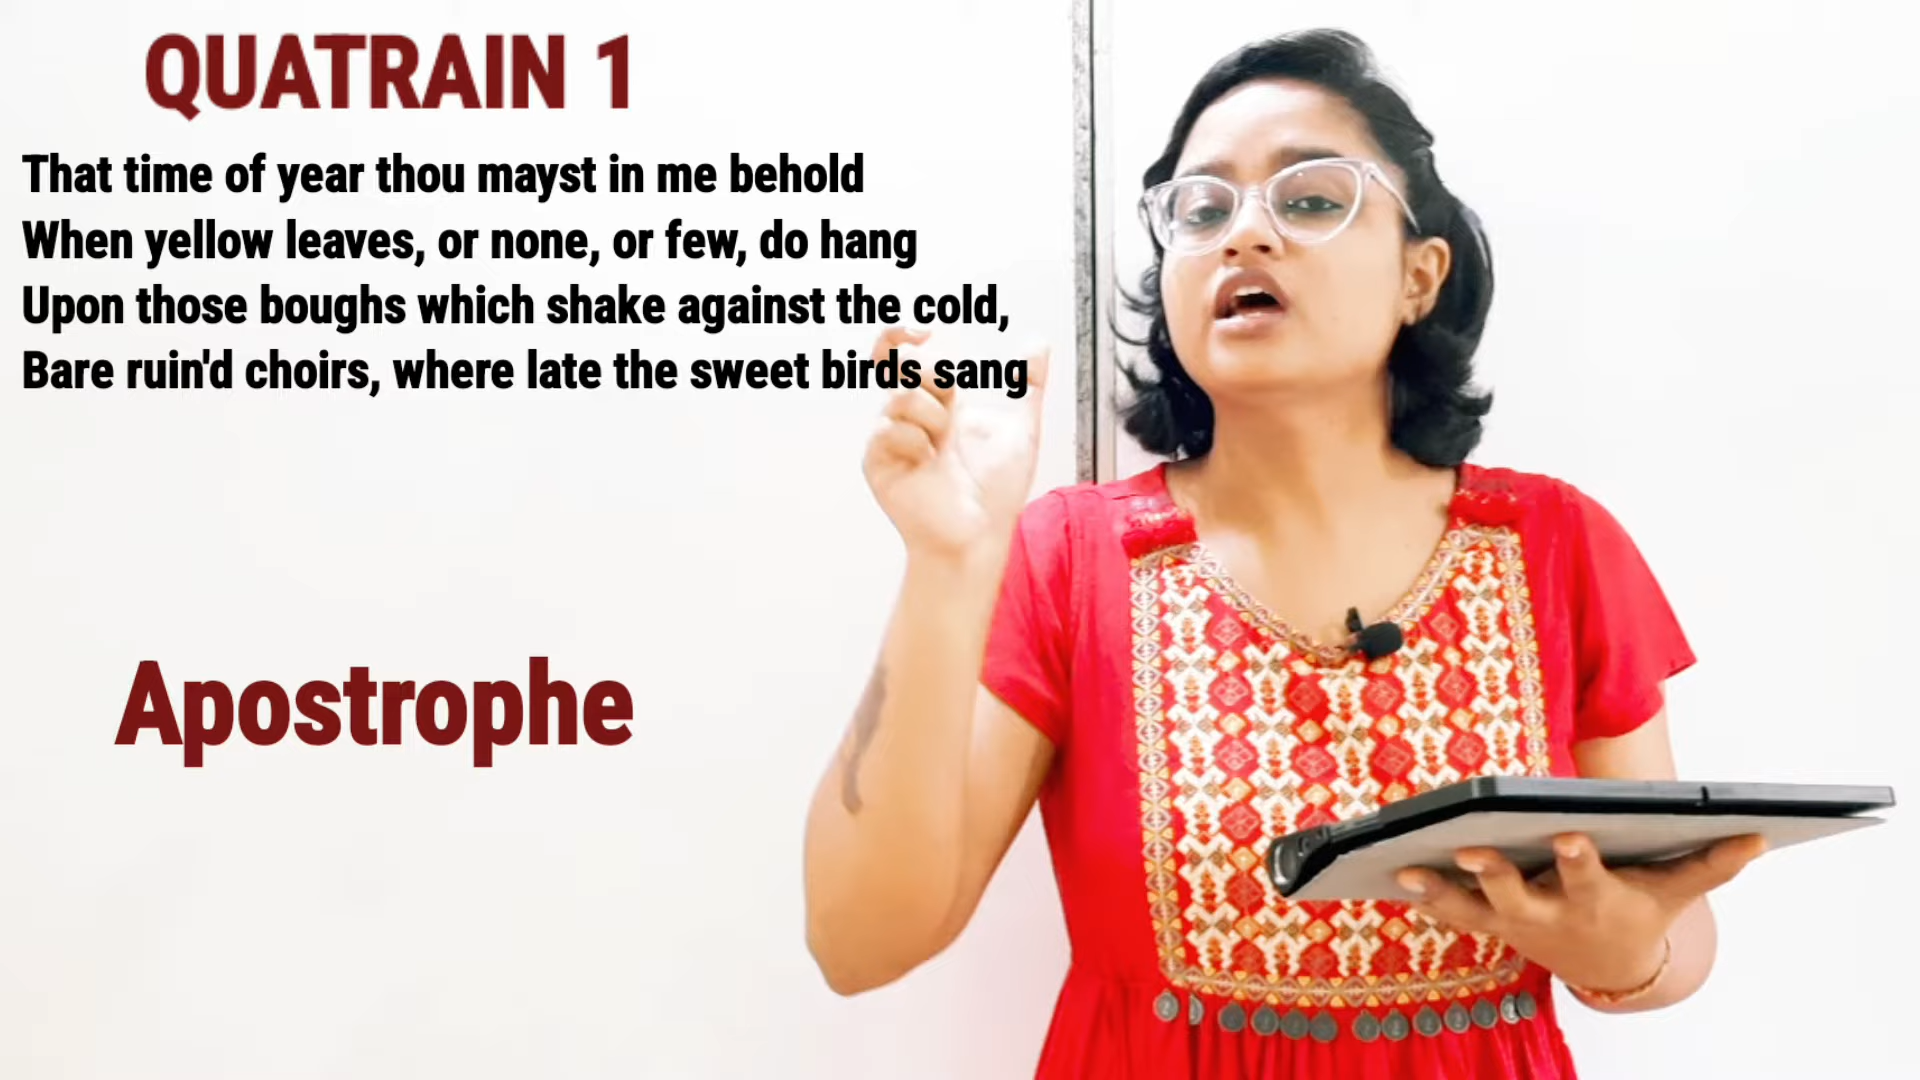 QUATRAIN 1
That time of year thou mayst in me behold
When yellow leaves, or none, or few, do hang
Upon those boughs which shake against the cold,
Bare ruin'd choirs, where late the sweet birds sang
Apostrophe